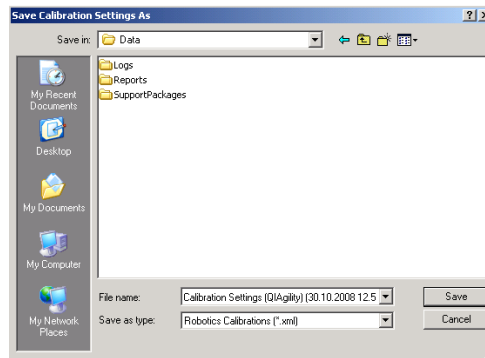 Save Calibration Settings As
Save in:
Data
My Recent
Documents
Desktop
My Documents
My Computer
My Network
Places
Logs
Reports
SupportPackages
File name:
Calibration Settings (QIAgility) (30.10.2008 12.5
Save
Save as type:
Robotics Calibrations (*.xml)
Cancel